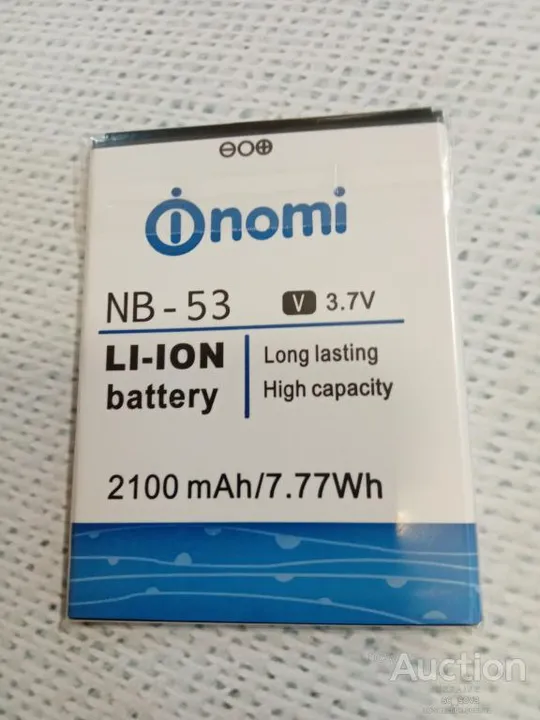 nomi
NB-53
V 3.7V
LI-ION
battery
Long lasting
High capacity
2100 mAh/7.77Wh
Auction